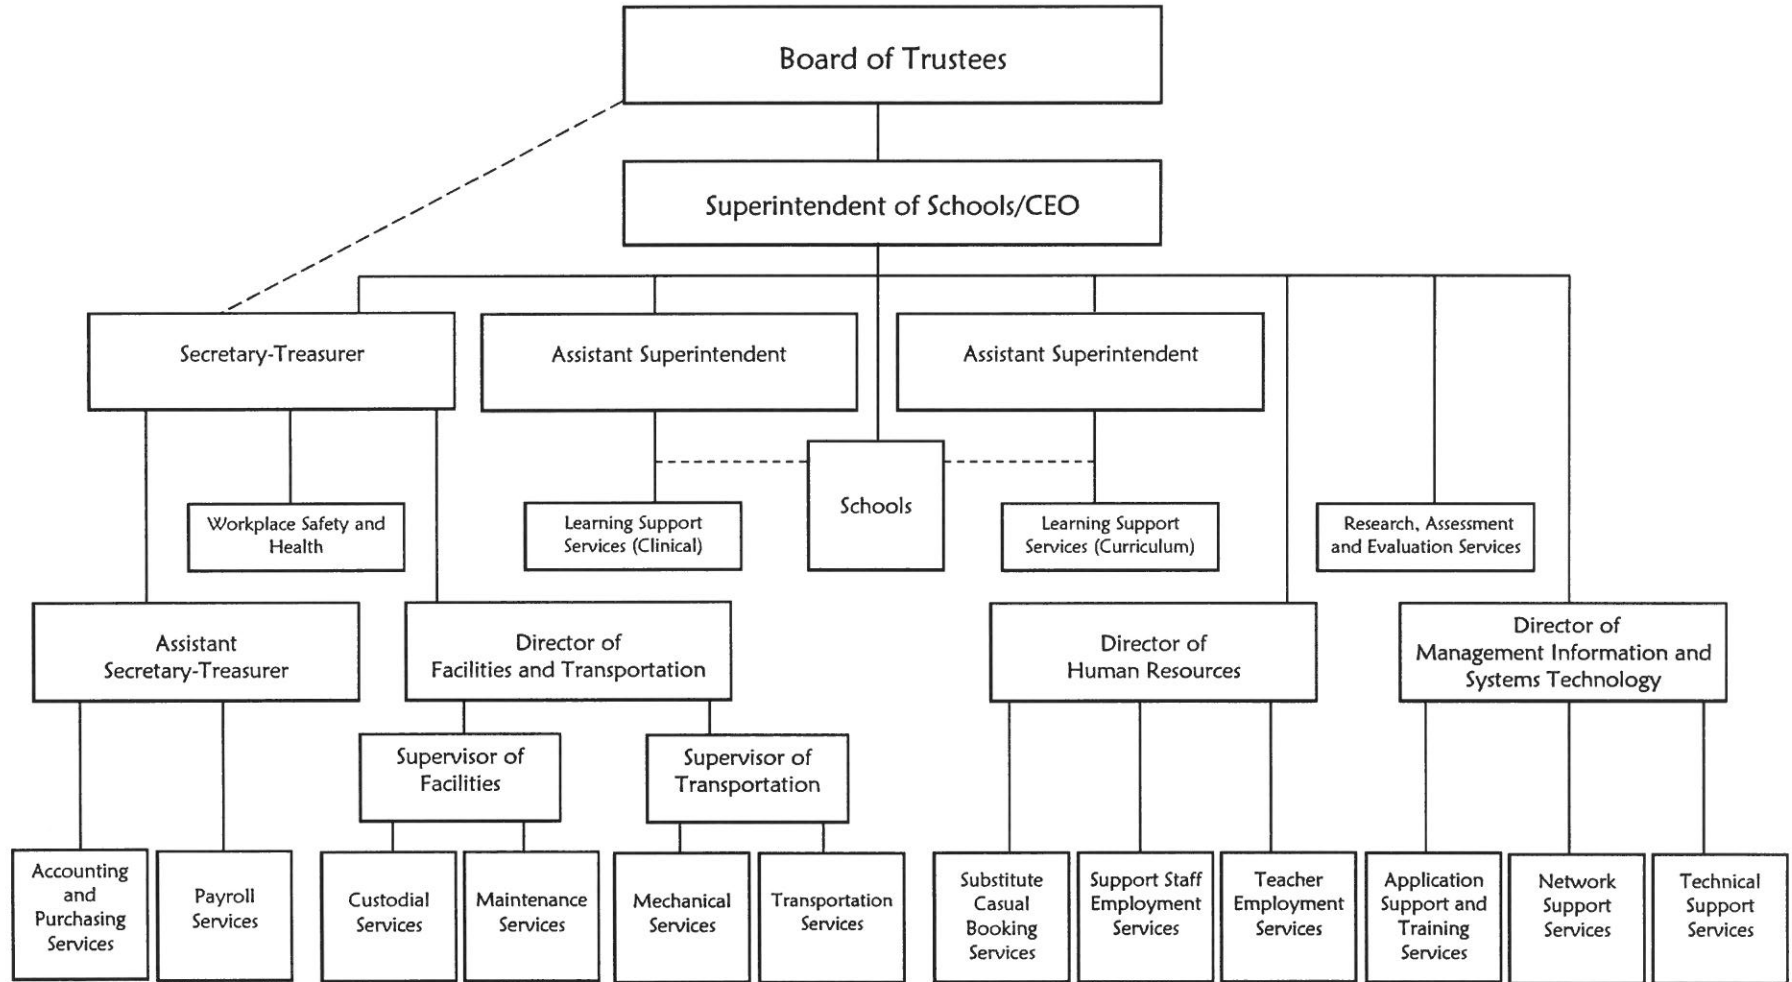 Board of Trustees
Superintendent of Schools/CEO
Secretary-Treasurer
Assistant Superintendent
Assistant Superintendent
Schools
Workplace Safety and
Health
Learning Support
Services (Clinical)
Learning Support
Services (Curriculum)
Research, Assessment
and Evaluation Services
Assistant
Secretary-Treasurer
Director of
Facilities and Transportation
Director of
Human Resources
Director of
Management Information and
Systems Technology
Supervisor of
Facilities
Supervisor of
Transportation
Accounting
and
Purchasing
Services
Payroll
Services
Custodial
Services
Maintenance
Services
Mechanical
Services
Transportation
Services
Substitute
Casual
Booking
Services
Support Staff
Employment
Services
Teacher
Employment
Services
Application
Support and
Training
Services
Network
Support
Services
Technical
Support
Services